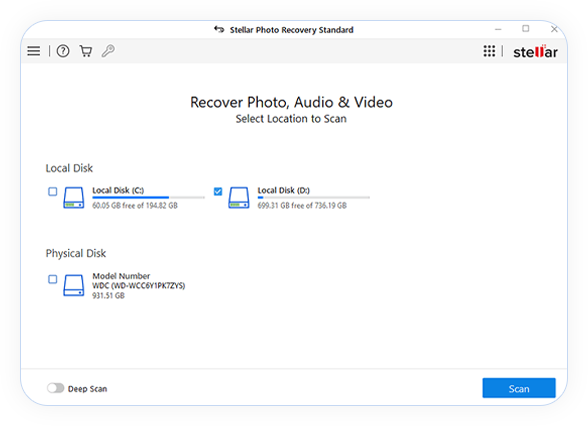 Stellar Photo Recovery Standard
stellar
Recover Photo, Audio & Video
Select Location to Scan
Local Disk
Local Disk (C:)
60.05 GB free of 194.82 GB
Local Disk (D:)
699.31 GB free of 736.19 GB
Physical Disk
Model Number
WDC (WD-WCC6Y1PK7ZYS)
931.51 GB
Deep Scan
Scan